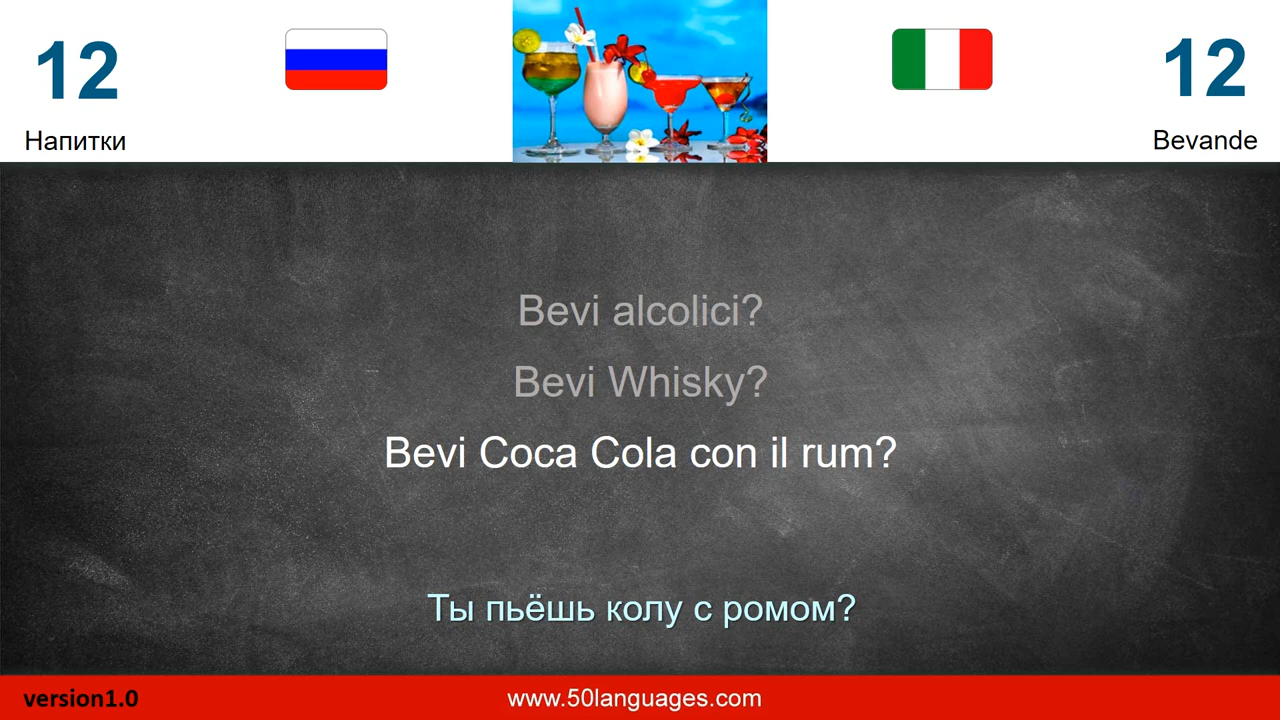 12
12
Напитки
Bevande
Bevi alcolici?
Bevi Whisky?
Bevi Coca Cola con il rum?
Ты пьёшь колу с ромом?
version1.0
www.50languages.com